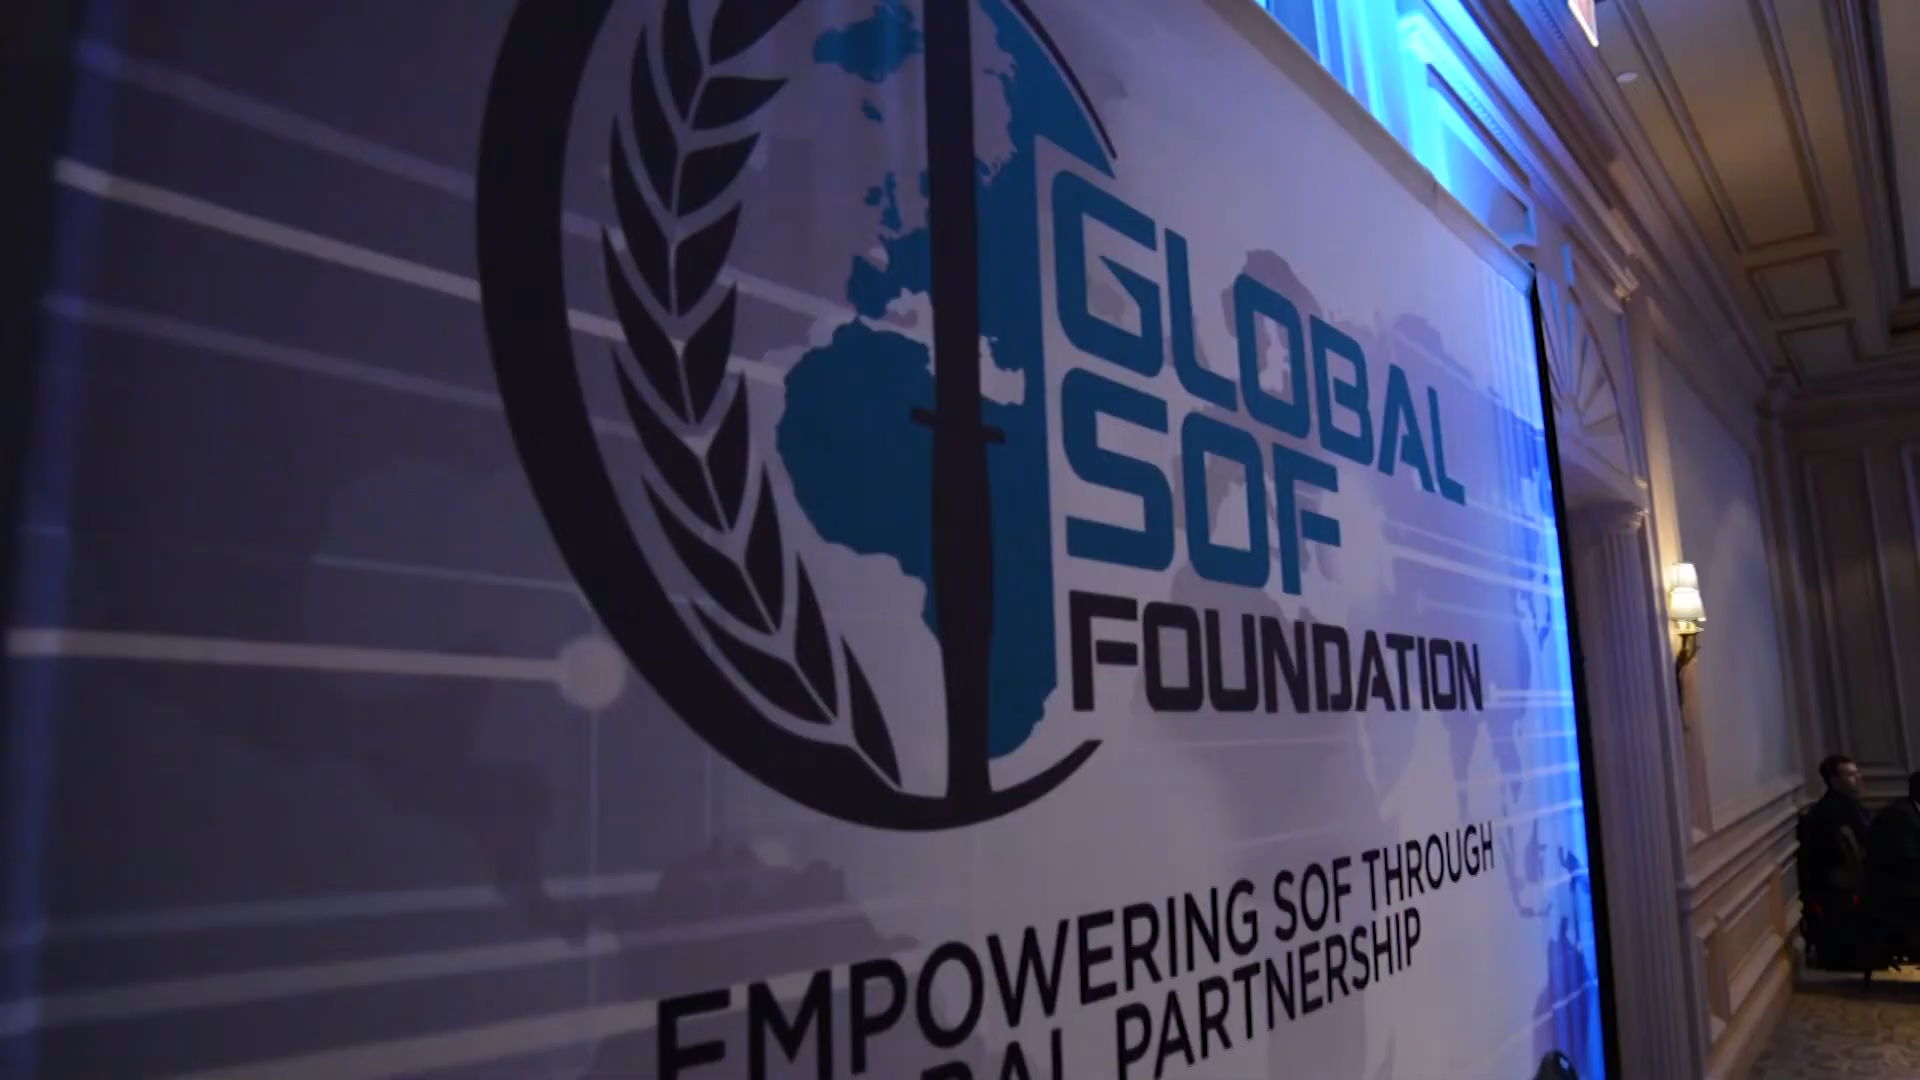 GLOBAL
SOF
FOUNDATION
EMPOWERING SOF THROUGH
PARTNERSHIP